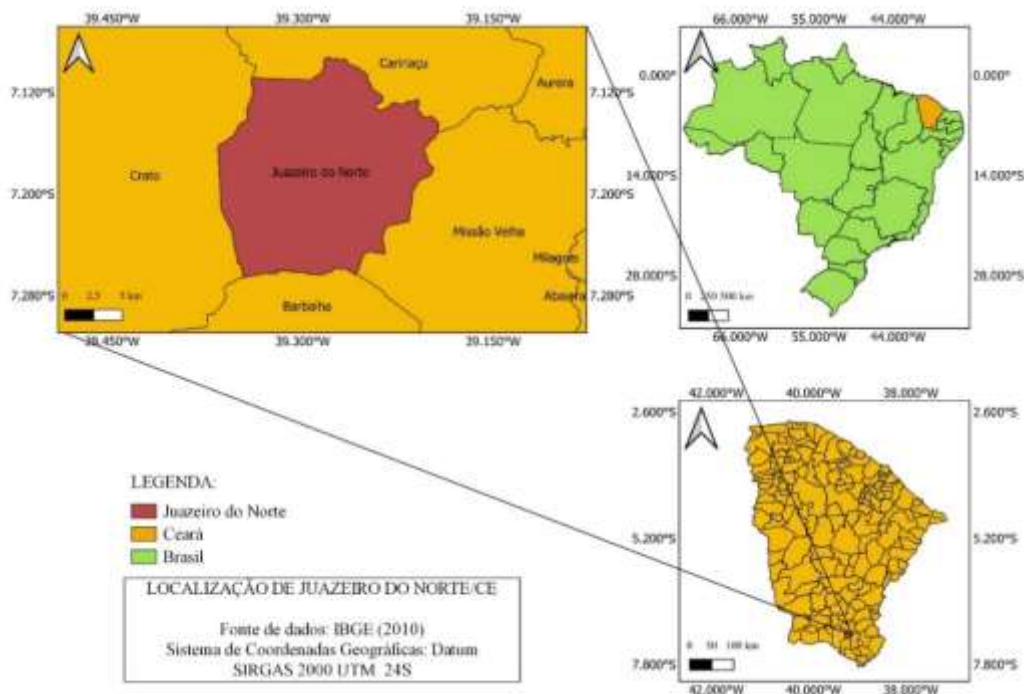 39.450°W 39.300°W 39.150°W
66.000°W 55.000°W 44.000°W
Caririaçu
Aurora
7.120°S 7.120°S
0.000° 0.000°
Crato
Juazeiro do Norte
7.200°S 7.200°S
14.000°S 14.000°S
Missão Velha
Milagres
7.280°S 7.280°S
28.000°S 28.000°S
0 2,5 5 km
Barbalha
0 250 500 km
39.450°W 39.300°W 39.150°W
66.000°W 55.000°W 44.000°W
42.000°W 40.000°W 38.000°W
2.600°S 2.600°S
LEGENDA:
Juazeiro do Norte
Ceará
Brasil
5.200°S 5.200°S
LOCALIZAÇÃO DE JUAZEIRO DO NORTE/CE
Fonte de dados: IBGE (2010)
Sistema de Coordenadas Geográficas: Datum
SIRGAS 2000 UTM 24S
0 50 100 km
7.800°S 7.800°S
42.000°W 40.000°W 38.000°W